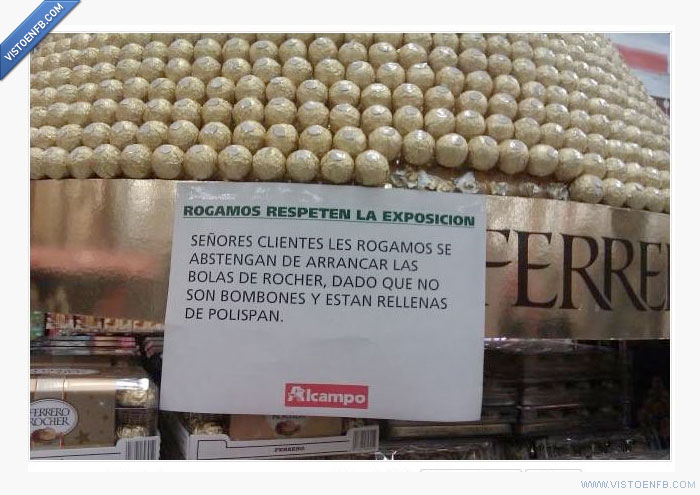 VISTOENFB.COM
ROGAMOS RESPETEN LA EXPOSICION
SEÑORES CLIENTES LES ROGAMOS SE
ABSTENGAN DE ARRANCAR LAS
BOLAS DE ROCHER, DADO QUE NO
SON BOMBONES Y ESTAN RELLENAS
DE POLISPAN.
Alcampo
FERRE
FERRERO
ROCHER
FERRERO
WWW.VISTOENFB.COM